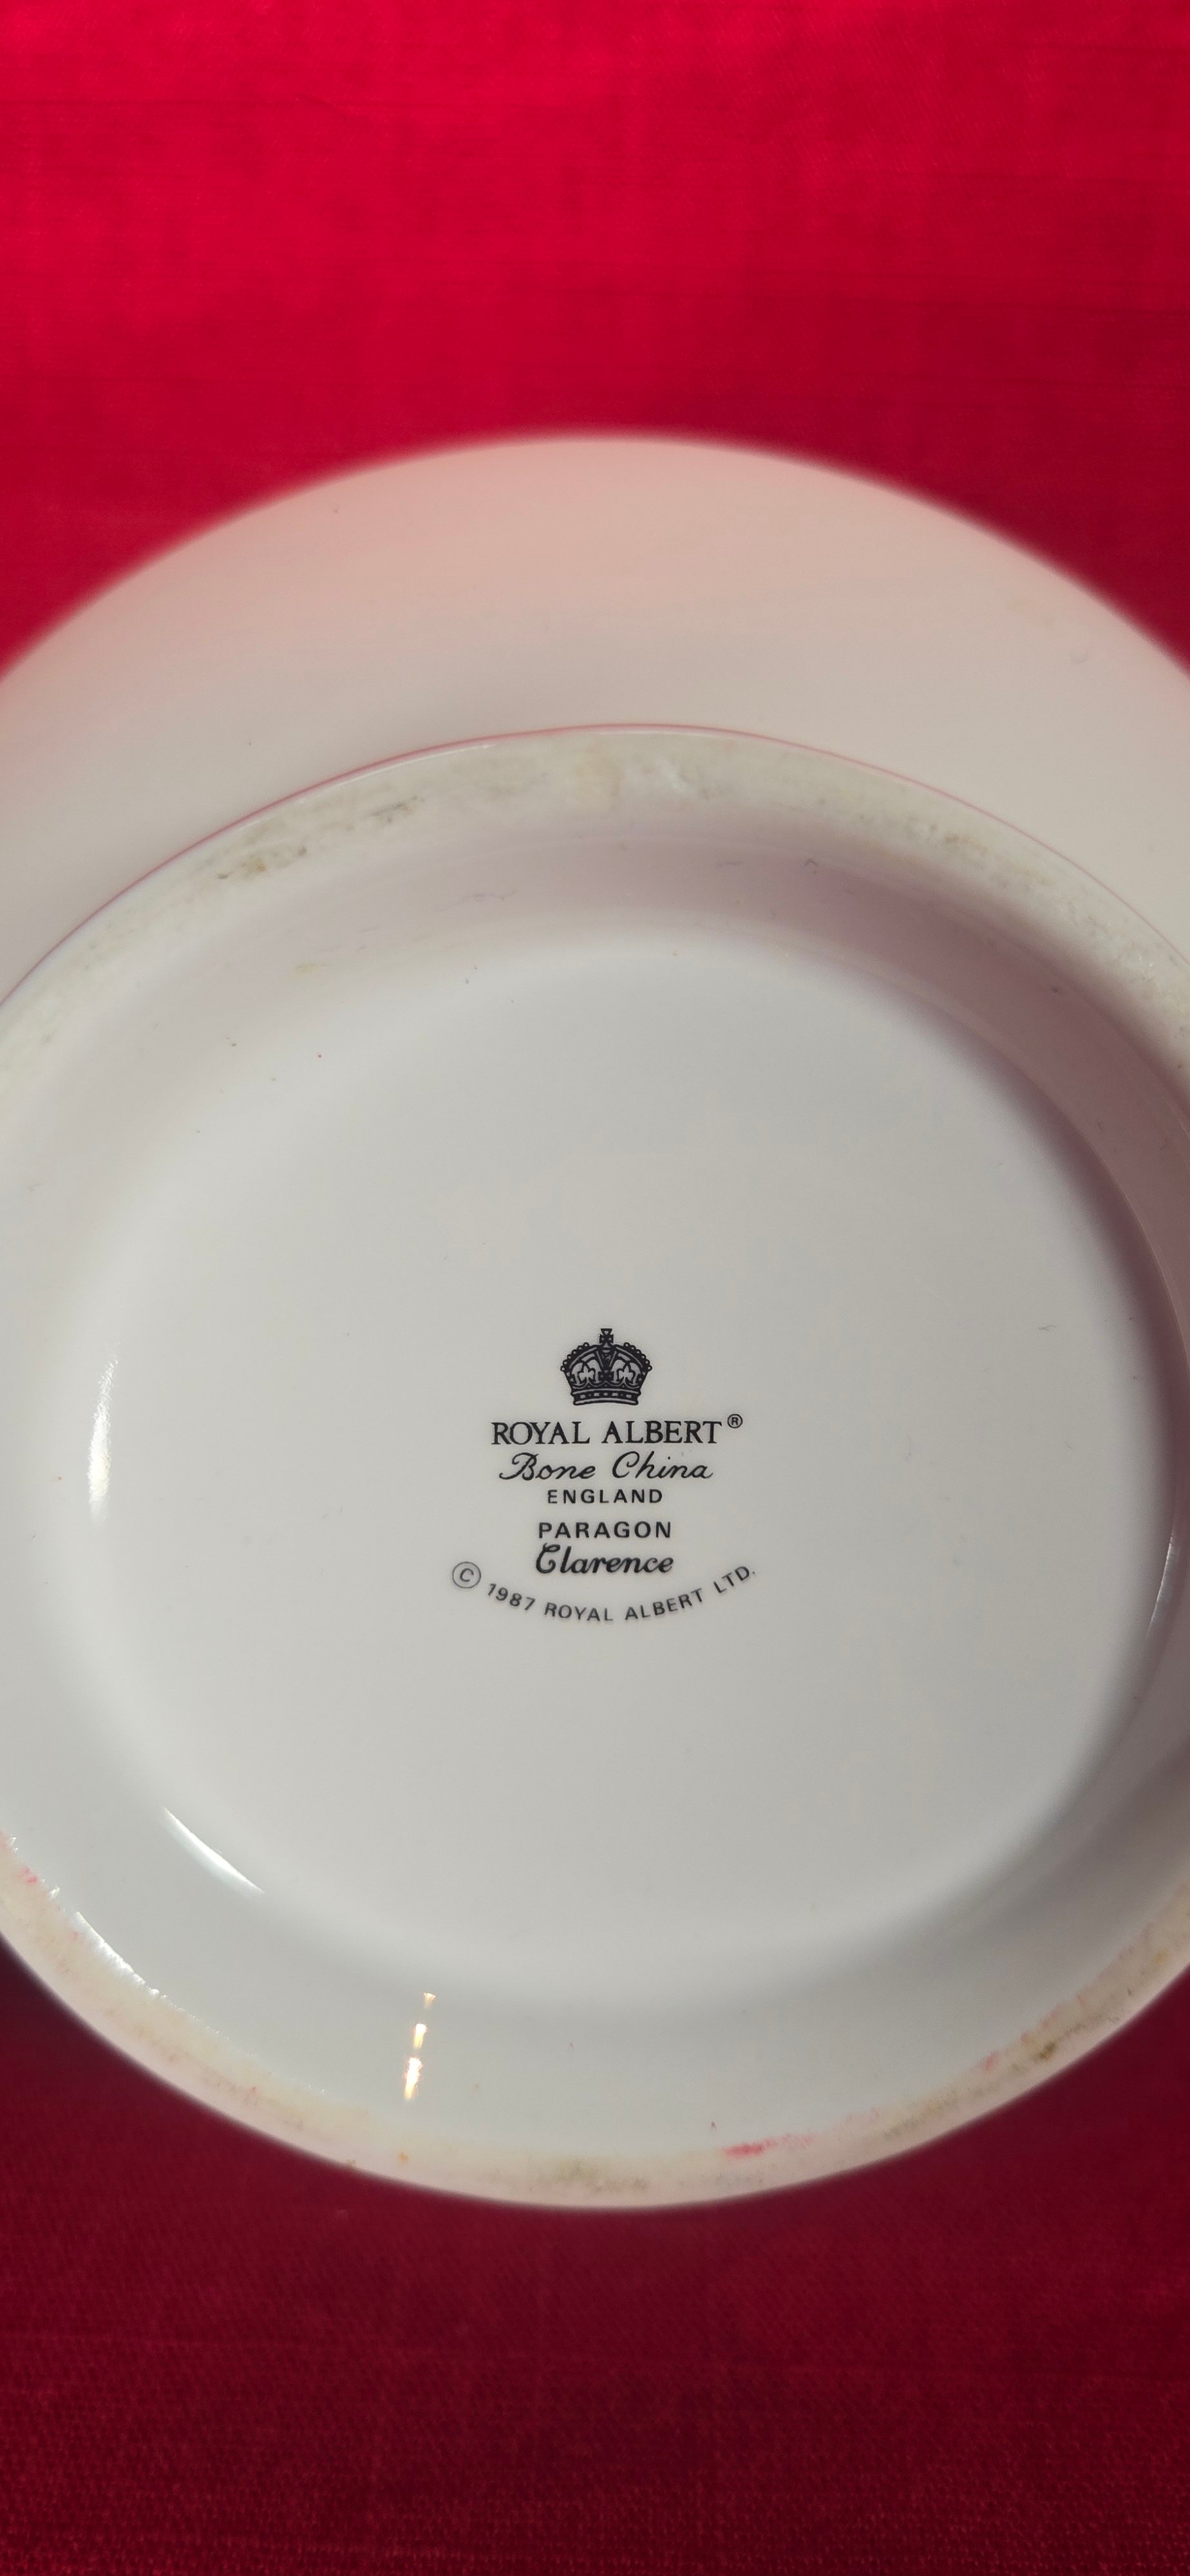 ROYAL ALBERT®
Bone China
ENGLAND
PARAGON
Clarence
© 1987 ROYAL ALBERT LTD.